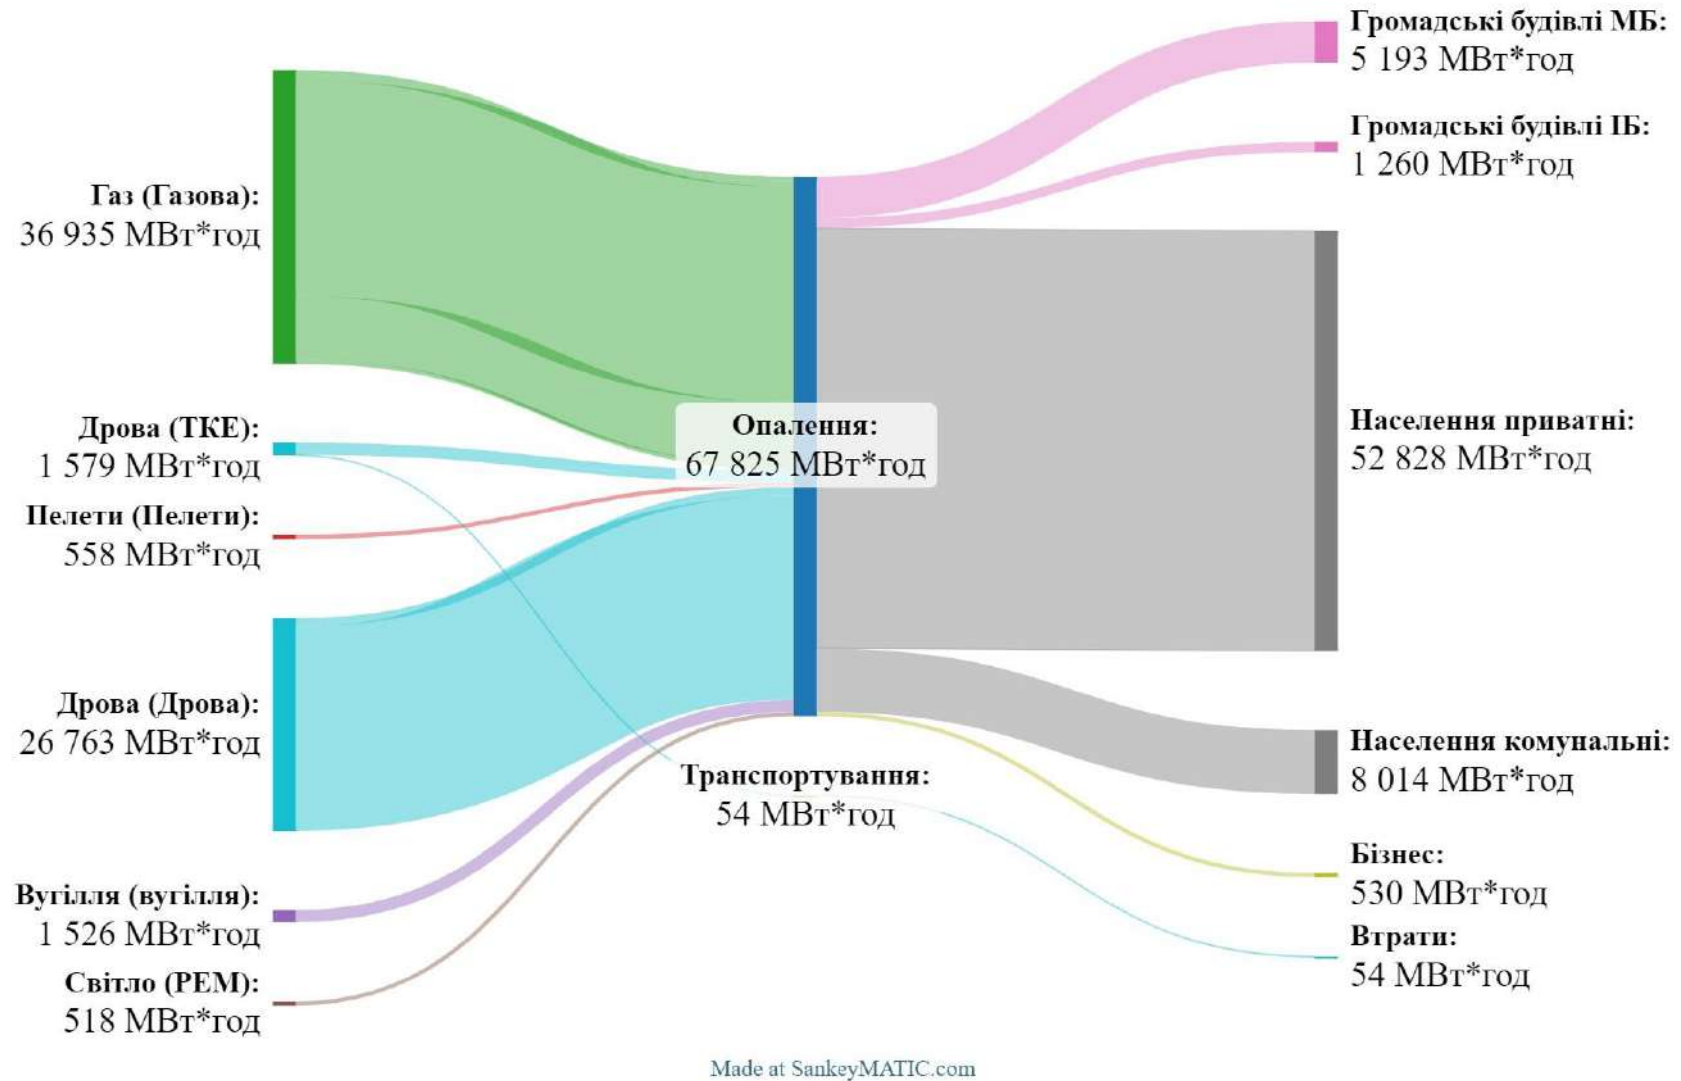 Газ (Газова):
36 935 МВт*год
Дрова (ТКЕ):
1 579 МВт*год
Пелети (Пелети):
558 МВт*год
Дрова (Дрова):
26 763 МВт*год
Вугілля (вугілля):
1 526 МВт*год
Світло (РЕМ):
518 МВт*год
Опалення:
67 825 МВт*год
Транспортування:
54 МВт*год
Громадські будівлі МБ:
5 193 МВт*год
Громадські будівлі ІБ:
1 260 МВт*год
Населення приватні:
52 828 МВт*год
Населення комунальні:
8 014 МВт*год
Бізнес:
530 МВт*год
Втрати:
54 МВт*год
Made at SankeyMATIC.com